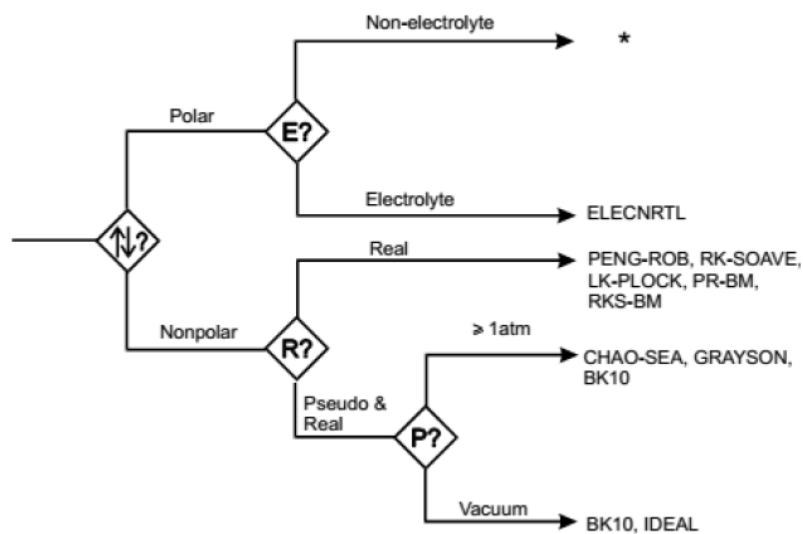 Non-electrolyte
*
Polar
E?
Electrolyte
ELECNRTL
↑↓?
Real
PENG-ROB, RK-SOAVE,
LK-PLOCK, PR-BM,
RKS-BM
Nonpolar
R?
⩾ 1atm
CHAO-SEA, GRAYSON,
BK10
Pseudo &
Real
P?
Vacuum
BK10, IDEAL